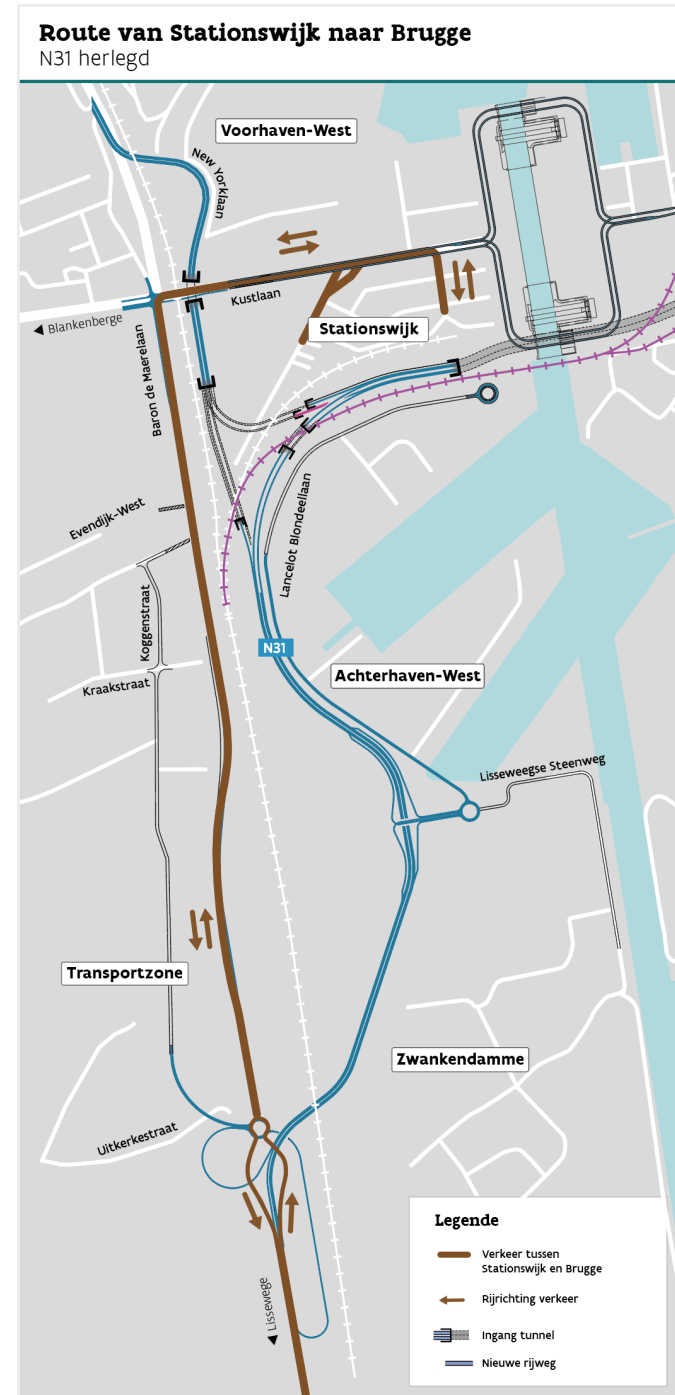 Route van Stationswijk naar Brugge
N31 herlegd
Voorhaven-West
New Yorklaan
Kustlaan
Stationswijk
◀ Blankenberge
Baron de Maerelaan
Evendijk-West
Lancelot Blondeellaan
Koggenstraat
N31
Kraakstraat
Achterhaven-West
Lisseweegse Steenweg
Transportzone
Zwankendamme
Uitkerkestraat
◀ Lissewege
Legende
Verkeer tussen
Stationswijk en Brugge
Rijrichting verkeer
Ingang tunnel
Nieuwe rijweg